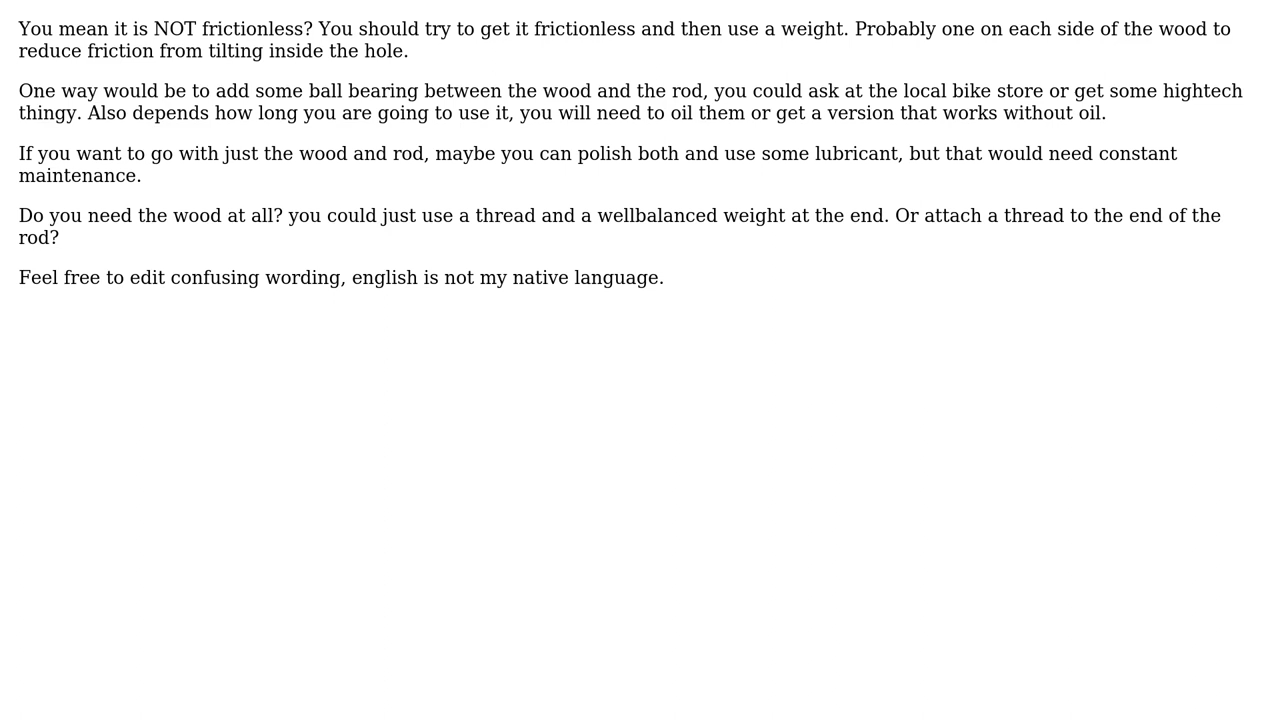 You mean it is NOT frictionless? You should try to get it frictionless and then use a weight. Probably one on each side of the wood to
reduce friction from tilting inside the hole.
One way would be to add some ball bearing between the wood and the rod, you could ask at the local bike store or get some hightech
thingy. Also depends how long you are going to use it, you will need to oil them or get a version that works without oil.
If you want to go with just the wood and rod, maybe you can polish both and use some lubricant, but that would need constant
maintenance.
Do you need the wood at all? you could just use a thread and a wellbalanced weight at the end. Or attach a thread to the end of the
rod?
Feel free to edit confusing wording, english is not my native language.